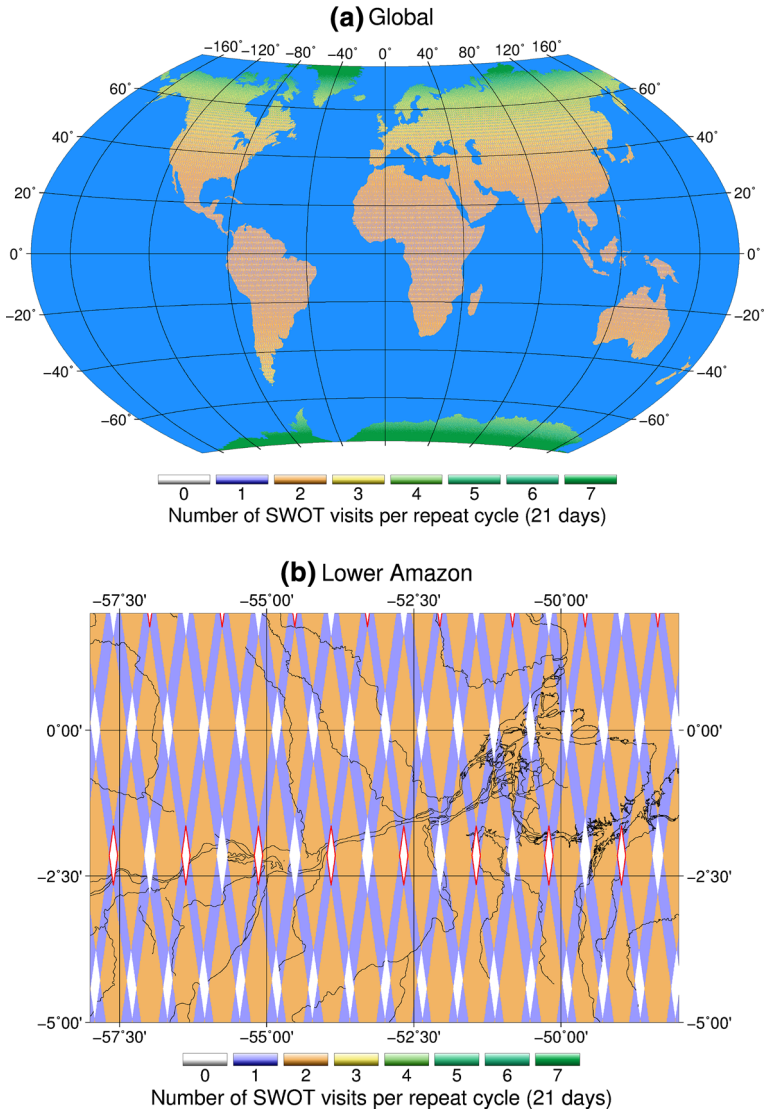 (a) Global
−160˚ −120˚ −80˚ −40˚ 0˚ 40˚ 80˚ 120˚ 160˚
60˚ 60˚
40˚ 40˚
20˚ 20˚
0˚ 0˚
−20˚ −20˚
−40˚ −40˚
−60˚ −60˚
0 1 2 3 4 5 6 7
Number of SWOT visits per repeat cycle (21 days)
(b) Lower Amazon
−57˚30' −55˚00' −52˚30' −50˚00'
0˚00' 0˚00'
−2˚30' −2˚30'
−5˚00' −5˚00'
−57˚30' −55˚00' −52˚30' −50˚00'
0 1 2 3 4 5 6 7
Number of SWOT visits per repeat cycle (21 days)